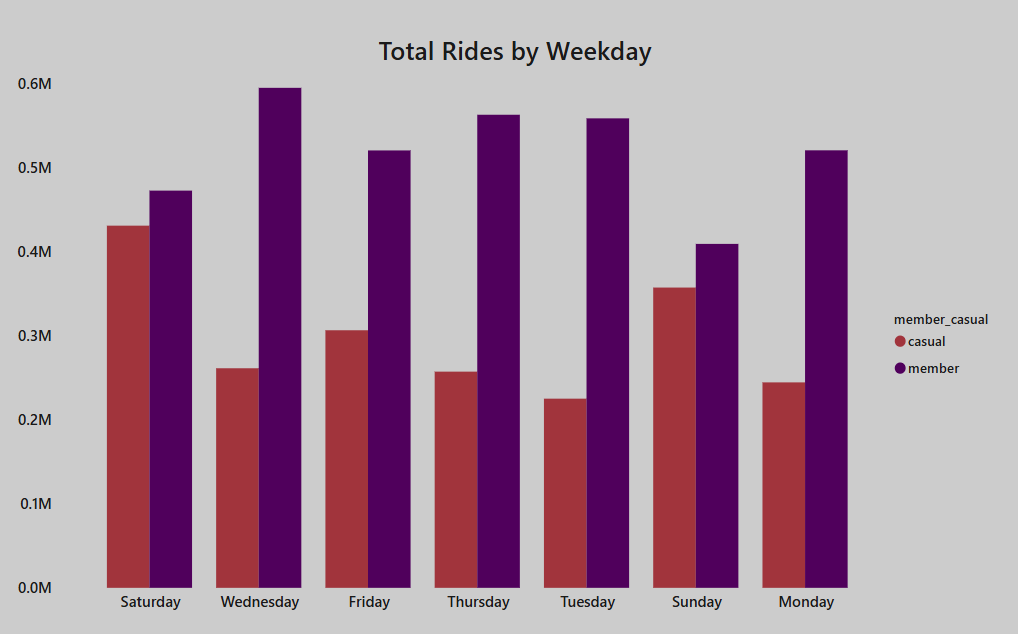 Total Rides by Weekday
0.6M
0.5M
0.4M
0.3M
0.2M
0.1M
0.0M
Saturday Wednesday Friday Thursday Tuesday Sunday Monday
member_casual
casual
member